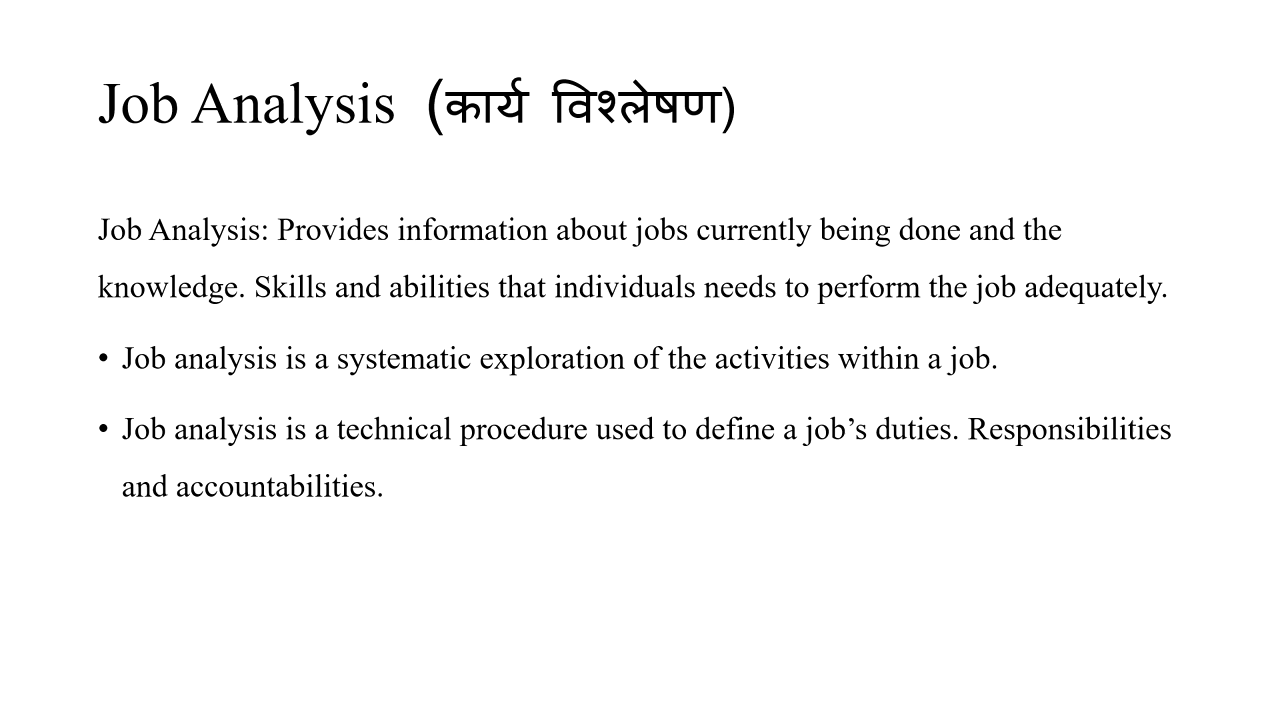 Job Analysis (कार्य विश्लेषण)
Job Analysis: Provides information about jobs currently being done and the
knowledge. Skills and abilities that individuals needs to perform the job adequately.
• Job analysis is a systematic exploration of the activities within a job.
• Job analysis is a technical procedure used to define a job’s duties. Responsibilities
and accountabilities.